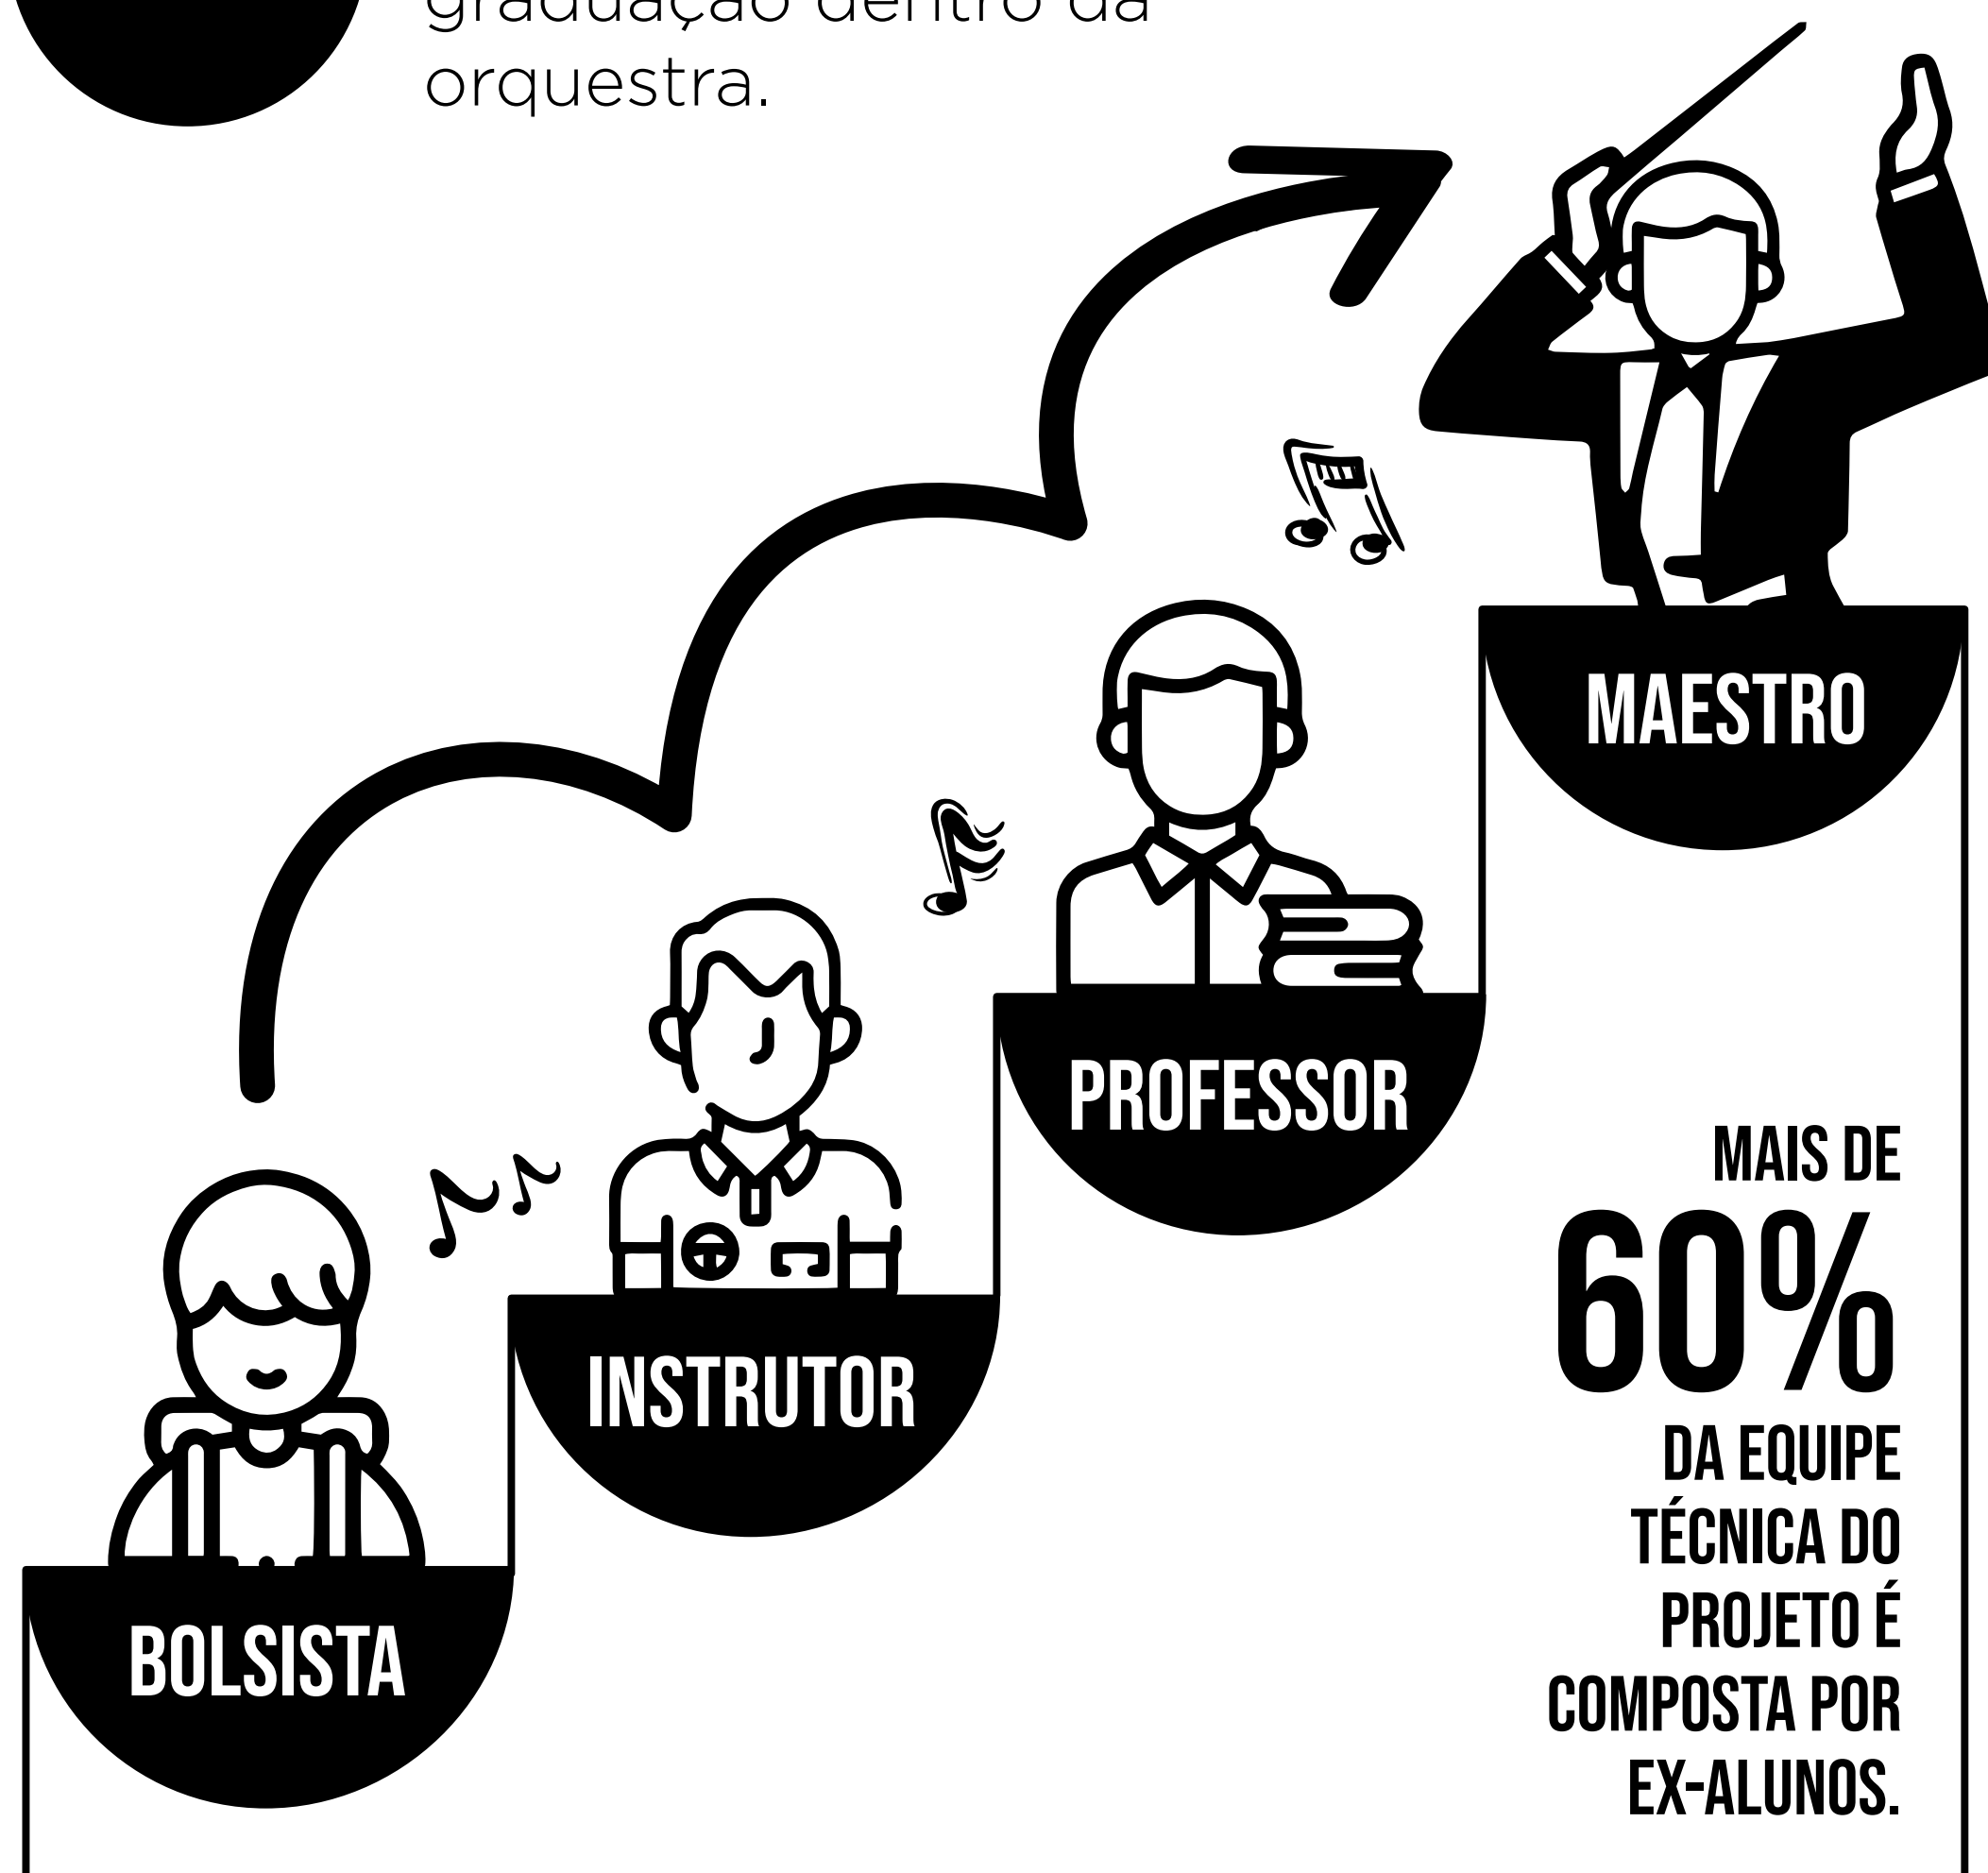 graduação dentro da
orquestra.
MAESTRO
PROFESSOR
INSTRUTOR
BOLSISTA
MAIS DE
60%
DA EQUIPE
TÉCNICA DO
PROJETO É
COMPOSTA POR
EX-ALUNOS.